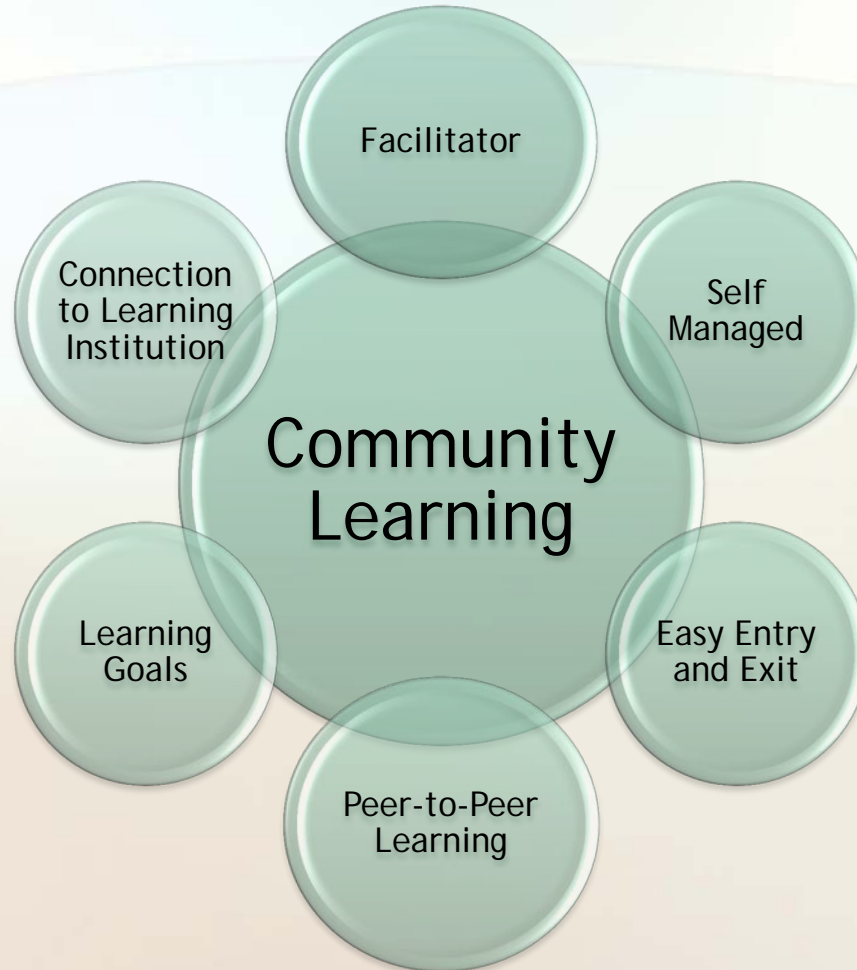 Facilitator
Connection
to Learning
Institution
Self
Managed
Community
Learning
Learning
Goals
Easy Entry
and Exit
Peer-to-Peer
Learning